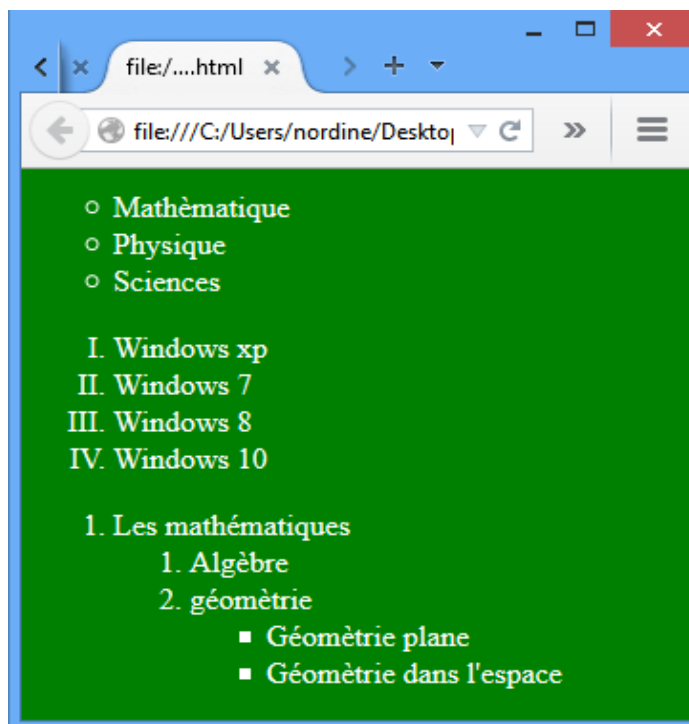 file:/....html
file:///C:/Users/nordine/Desktop
Mathèmatique
Physique
Sciences
I. Windows xp
II. Windows 7
III. Windows 8
IV. Windows 10
1. Les mathématiques
1. Algèbre
2. géomètrie
Géomètrie plane
Géomètrie dans l'espace